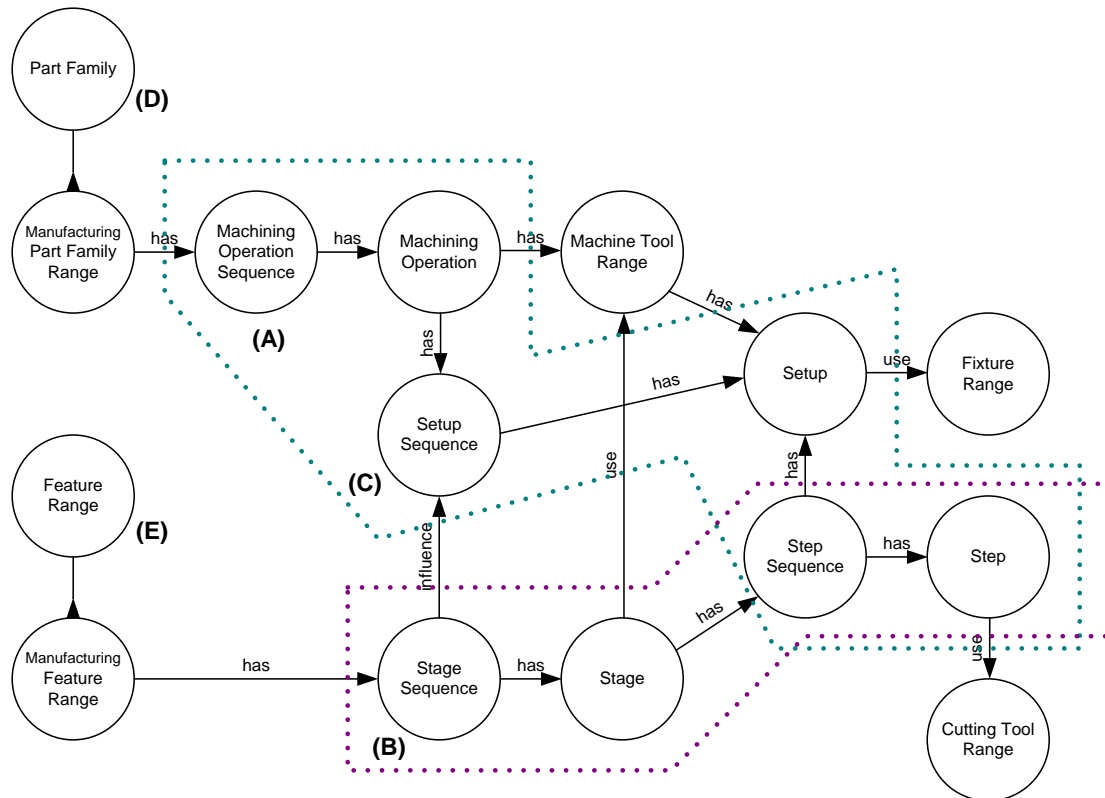 Part Family
(D)
Manufacturing
Part Family
Range
has
Machining
Operation
Sequence
(A)
has
Machining
Operation
has
Machine Tool
Range
has
has
Setup
Sequence
(C)
has
Setup
use
Fixture
Range
Feature
Range
(E)
influence
use
has
Step
Sequence
has
Step
Manufacturing
Feature
Range
has
Stage
Sequence
(B)
has
Stage
has
use
Cutting Tool
Range